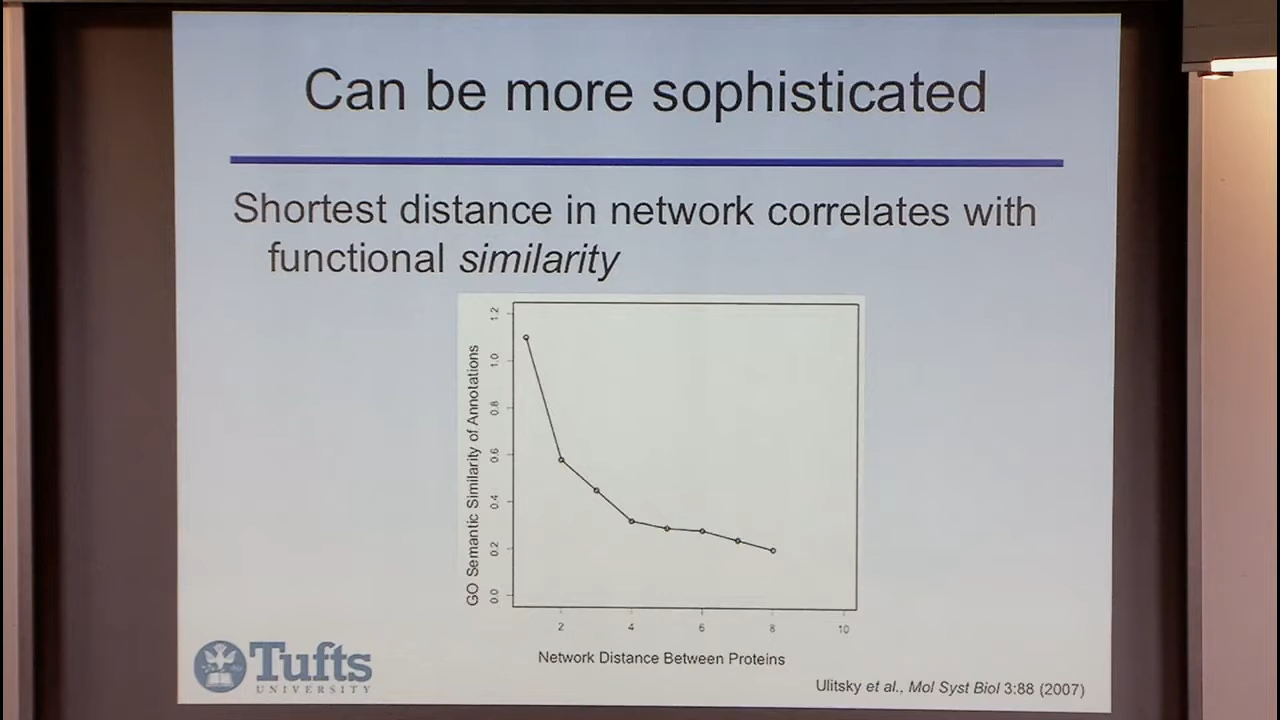 Can be more sophisticated
Shortest distance in network correlates with
functional similarity
GO Semantic Similarity of Annotations
1.2
1.0
0.8
0.6
0.4
0.2
0.0
2 4 6 8 10
Network Distance Between Proteins
Tufts
UNIVERSITY
Ulitsky et al., Mol Syst Biol 3:88 (2007)